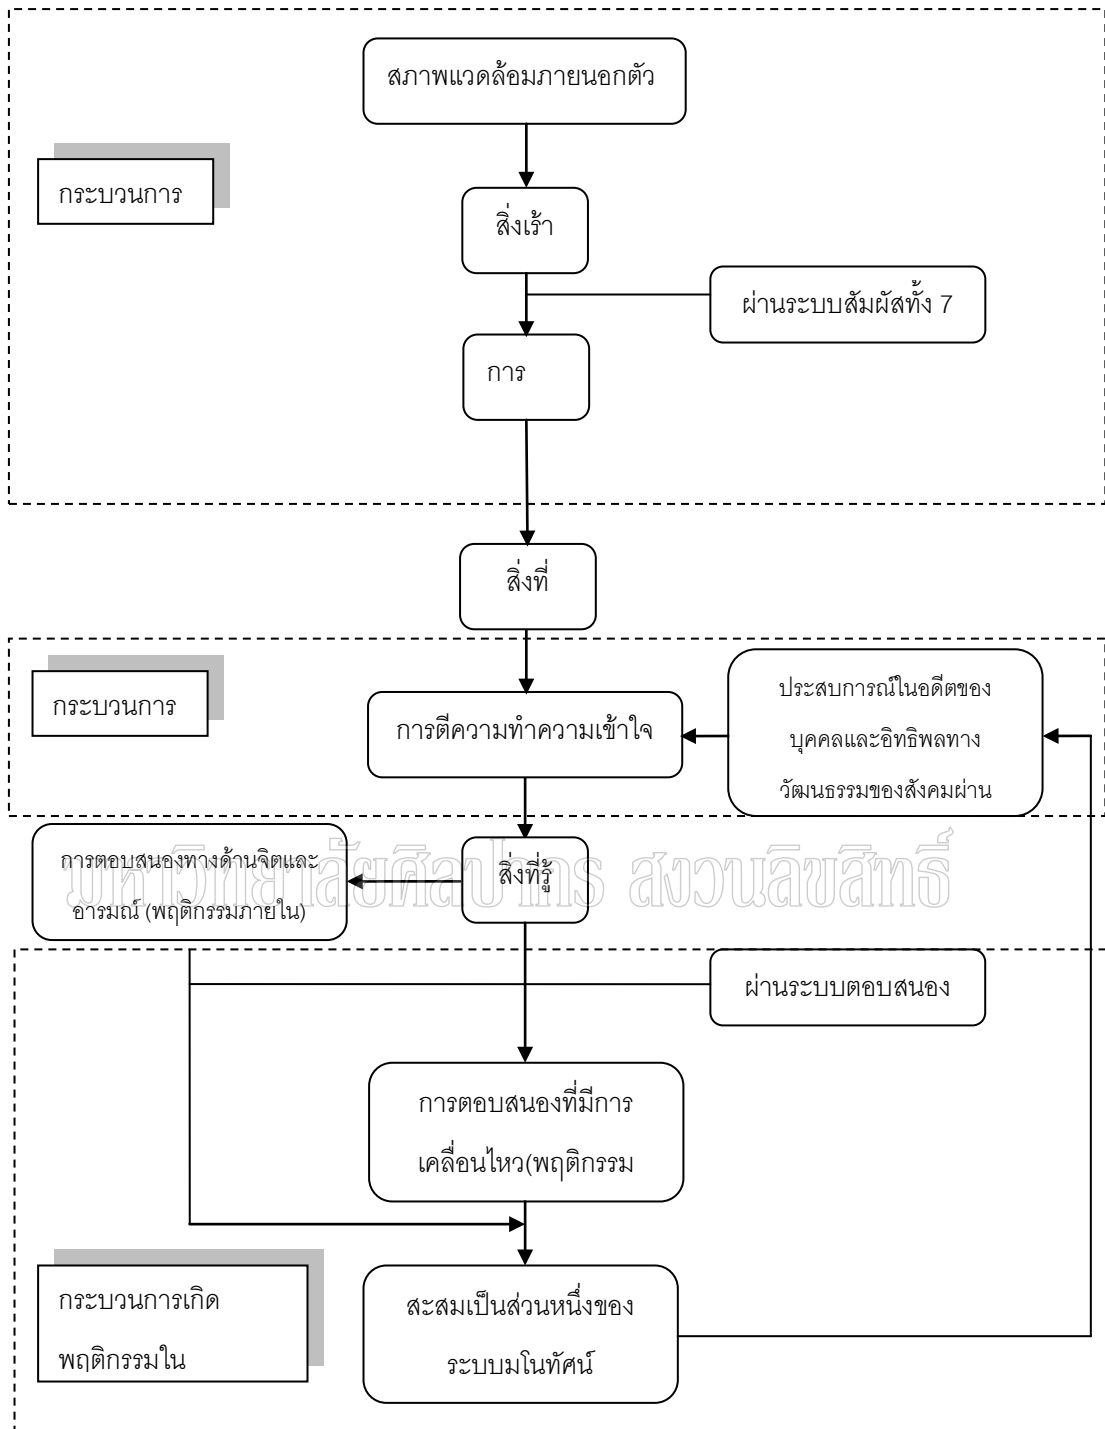 สภาพแวดล้อมภายนอกตัว
กระบวนการ
สิ่งเร้า
ผ่านระบบสัมผัสทั้ง 7
การ
สิ่งที่
กระบวนการ
การตีความทำความเข้าใจ
ประสบการณ์ในอดีตของ
บุคคลและอิทธิพลทาง
วัฒนธรรมของสังคมผ่าน
การตอบสนองทางด้านจิตและ
อารมณ์ (พฤติกรรมภายใน)
สิ่งที่รู้
มหาวิทยาลัยศิลปากร สงวนลิขสิทธิ์
ผ่านระบบตอบสนอง
การตอบสนองที่มีการ
เคลื่อนไหว(พฤติกรรม
กระบวนการเกิด
พฤติกรรมใน
สะสมเป็นส่วนหนึ่งของ
ระบบมโนทัศน์